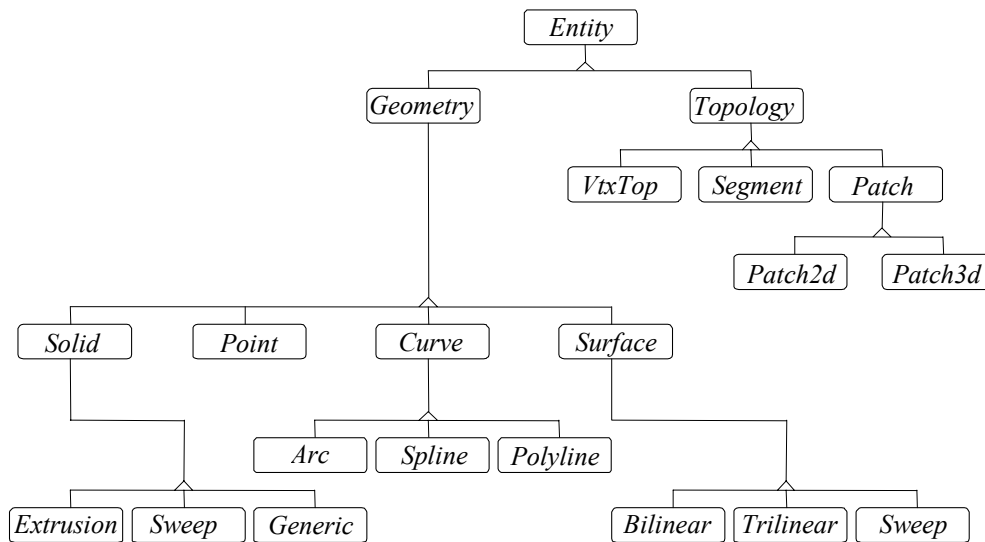 Entity
Geometry
Topology
VtxTop
Segment
Patch
Patch2d
Patch3d
Solid
Point
Curve
Surface
Arc
Spline
Polyline
Extrusion
Sweep
Generic
Bilinear
Trilinear
Sweep